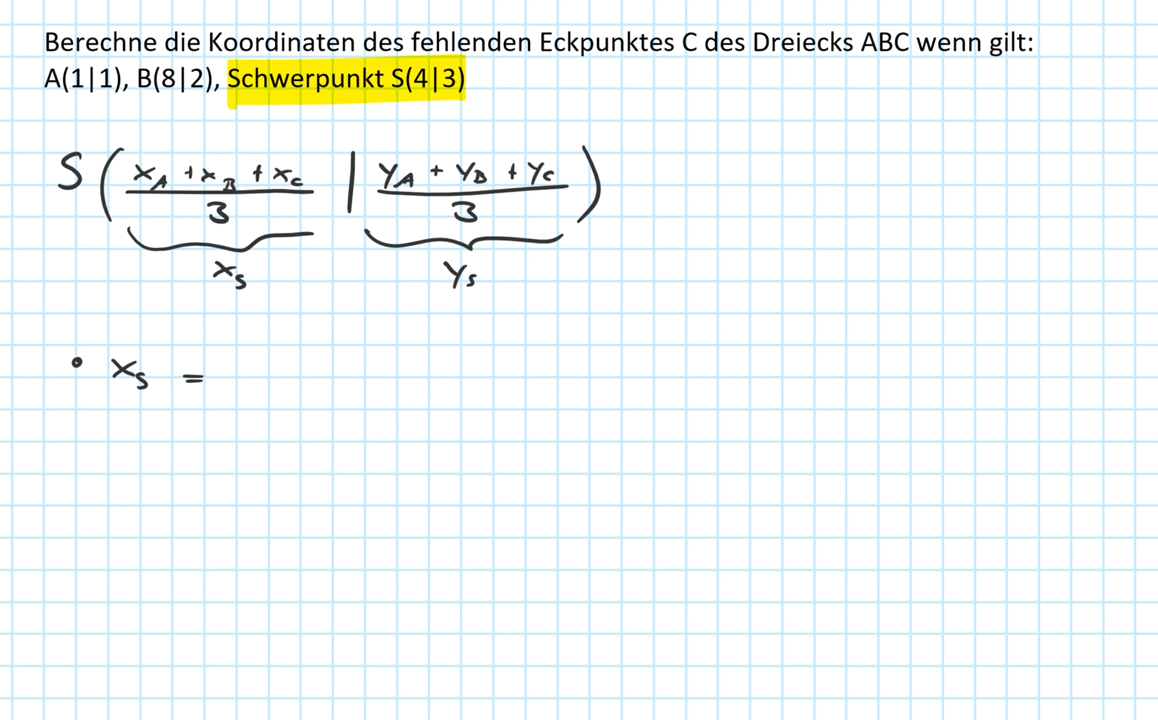 Berechne die Koordinaten des fehlenden Eckpunktes C des Dreiecks ABC wenn gilt:
A(1|1), B(8|2), Schwerpunkt S(4|3)
S ( (x_A + x_B + x_C)/3 | (y_A + y_B + y_C)/3 )
x_S y_S
• x_S =